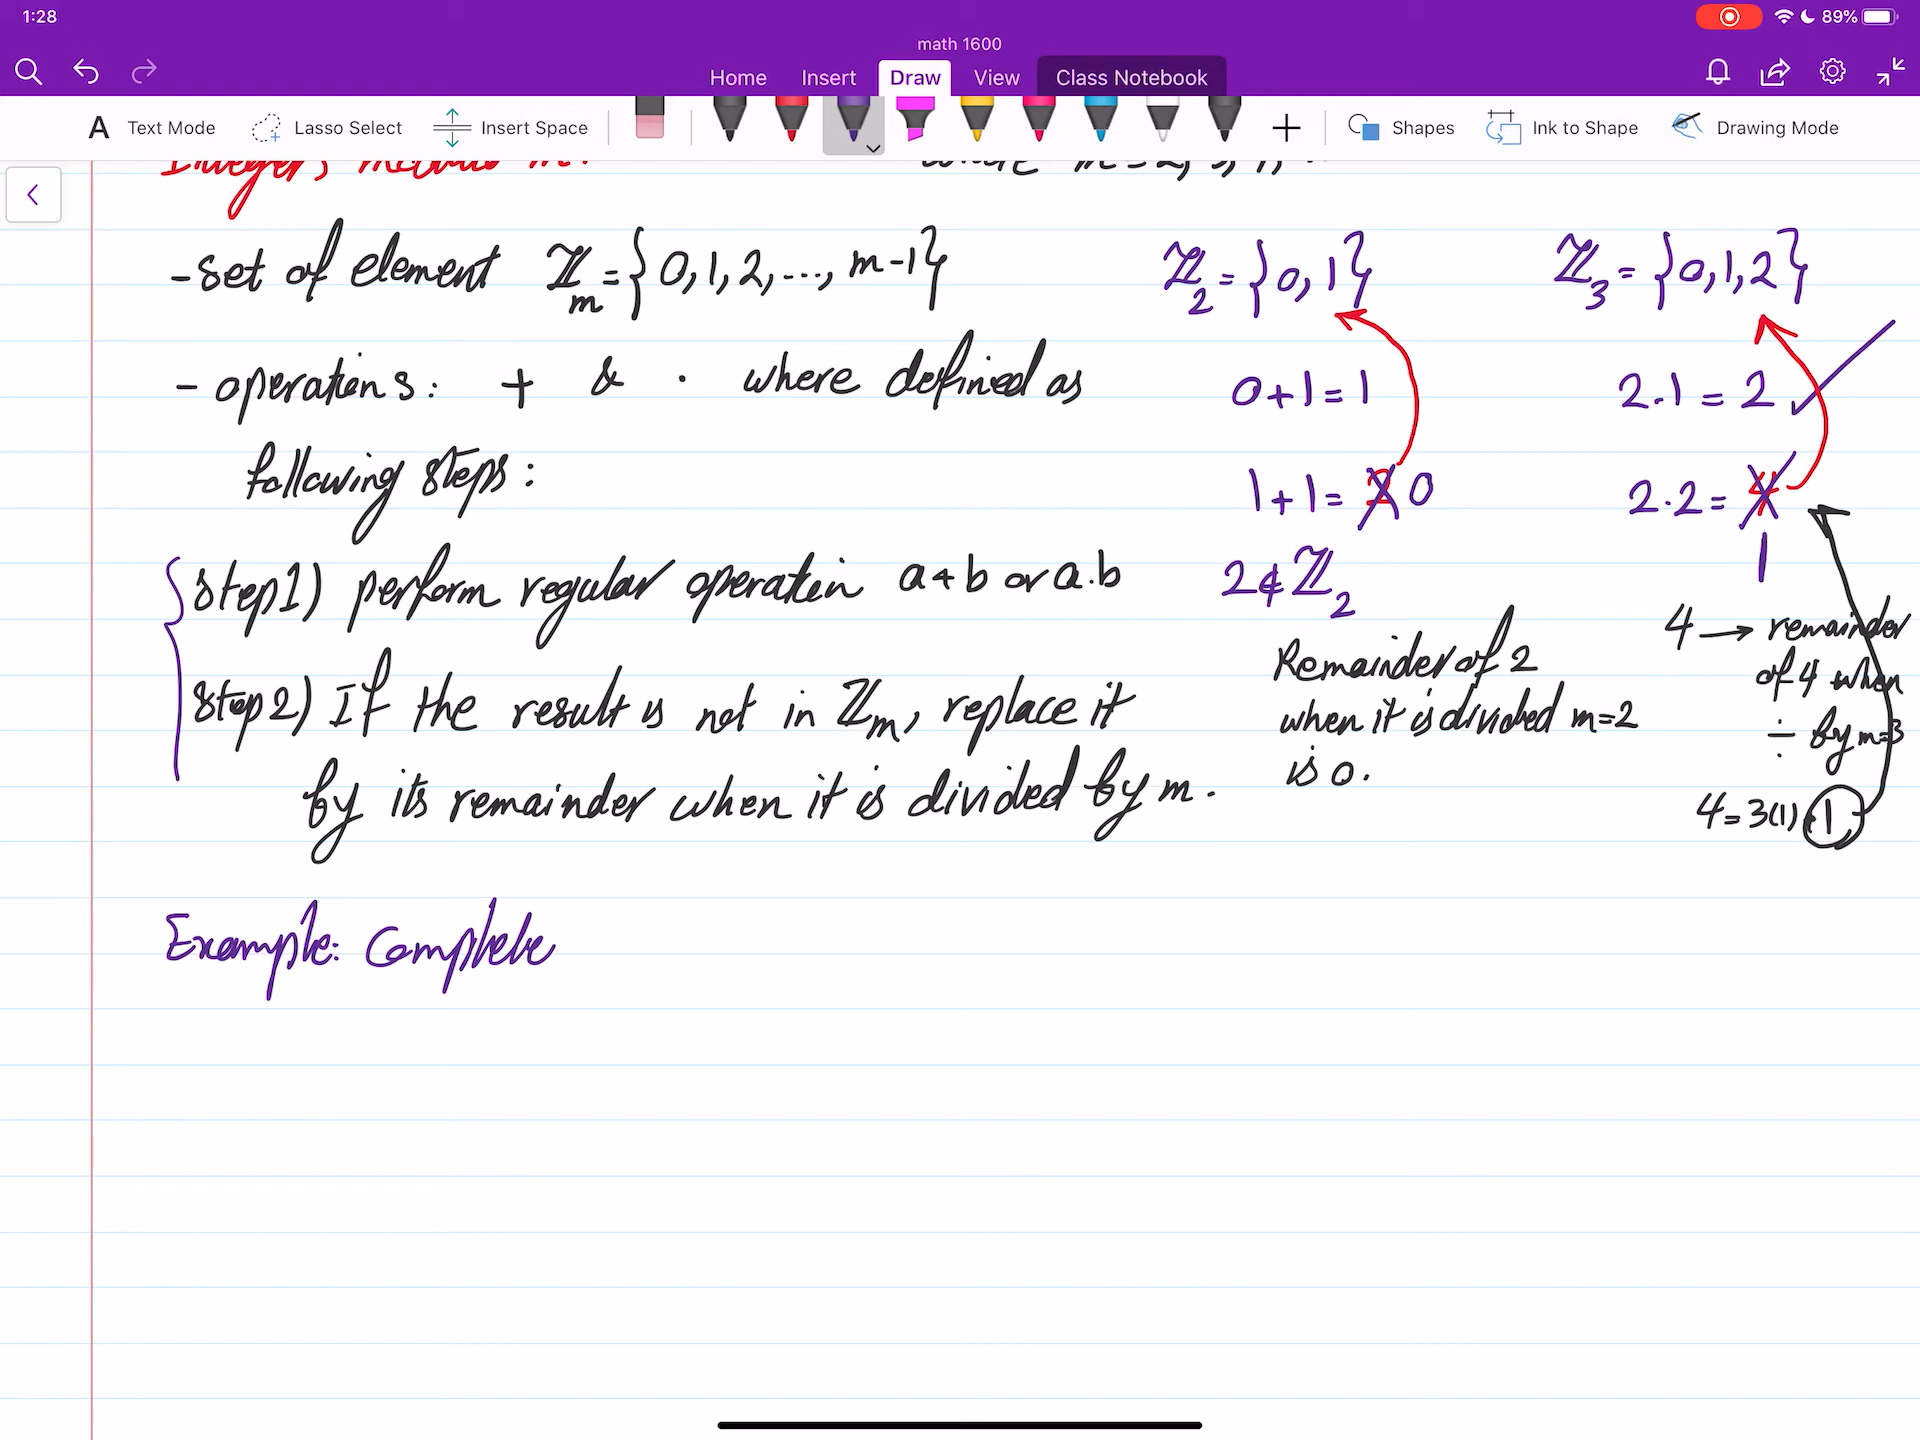 1:28
89%
math 1600
Home Insert Draw View Class Notebook
A Text Mode Lasso Select Insert Space Shapes Ink to Shape Drawing Mode
Integers modulo m: where m = 2, 3,
-set of element ℤm = {0, 1, 2, ..., m-1}
ℤ2 = {0, 1}
ℤ3 = {0, 1, 2}
- operations: + & · where defined as
0+1=1
2·1 = 2 ✓
following steps:
1+1= 2 0
2·2 = 4
1
Step1) perform regular operation a+b or a.b
2∉ℤ2
4 → remainder
of 4 when
÷ by m=3
4=3(1)+1
Remainder of 2
when it is divided m=2
is 0.
Step2) If the result is not in ℤm, replace it
by its remainder when it is divided by m.
Example: Complete